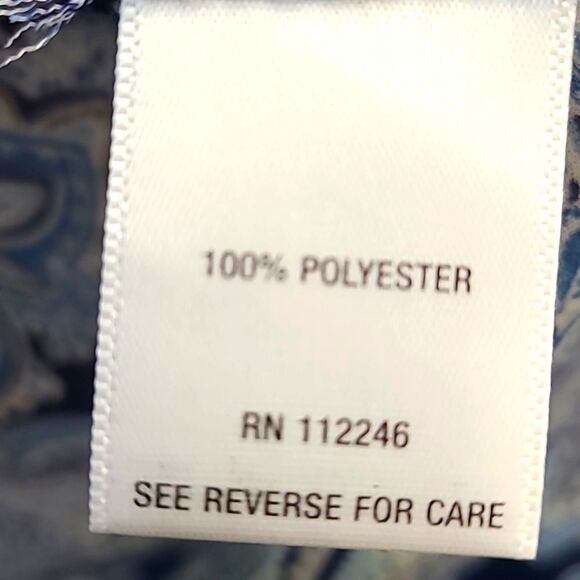 100% POLYESTER
RN 112246
SEE REVERSE FOR CARE